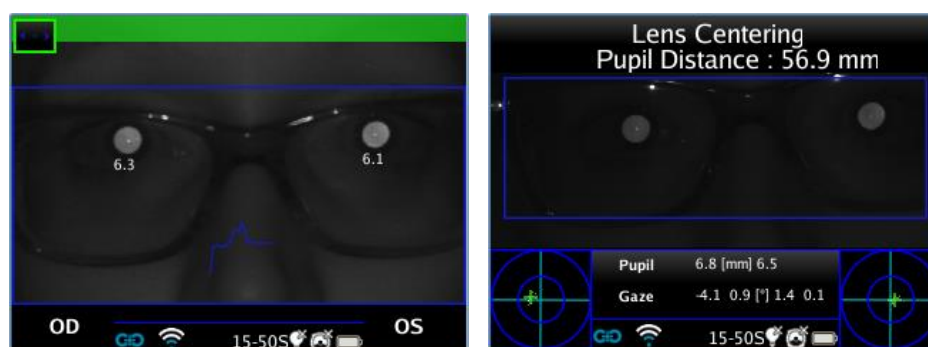 6.3
6.1
OD
OS
15-50S
Lens Centering
Pupil Distance : 56.9 mm
Pupil 6.8 [mm] 6.5
Gaze -4.1 0.9 [°] 1.4 0.1
15-50S